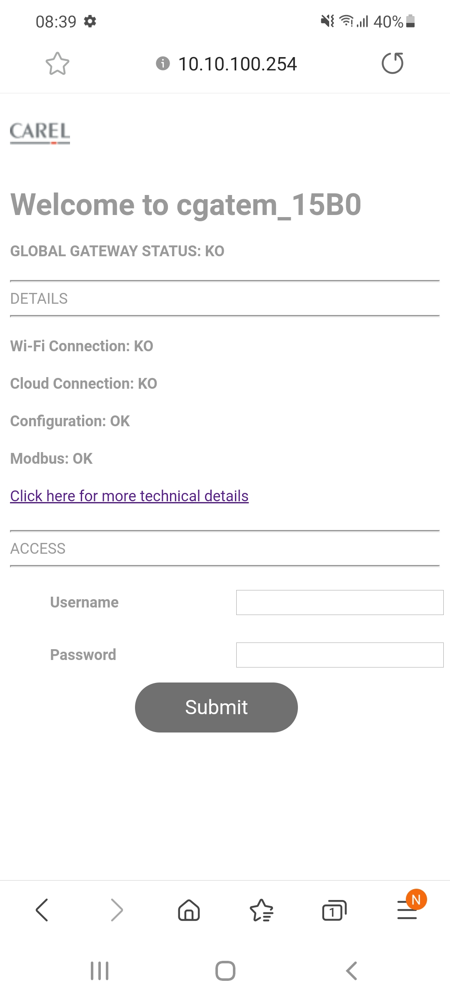 08:39 40%
10.10.100.254
CAREL
Welcome to cgatem_15B0
GLOBAL GATEWAY STATUS: KO
DETAILS
Wi-Fi Connection: KO
Cloud Connection: KO
Configuration: OK
Modbus: OK
Click here for more technical details
ACCESS
Username
Password
Submit
1
N